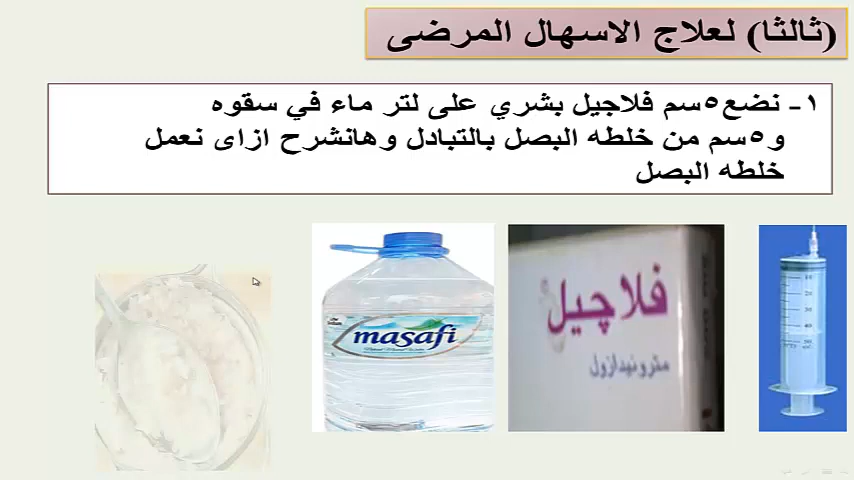 (ثالثا) لعلاج الاسهال المرضى
١- نضع٥سم فلاجيل بشري على لتر ماء في سقوه
و٥سم من خلطه البصل بالتبادل وهانشرح ازاى نعمل
خلطه البصل
masafi
فلاجيل
مترونيدازول